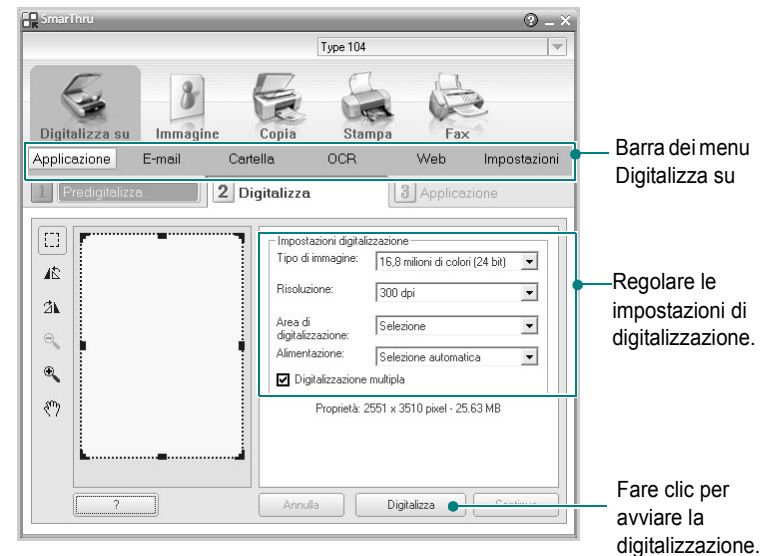 SmarThru
Type 104
Digitalizza su
Immagine
Copia
Stampa
Fax
Applicazione
E-mail
Cartella
OCR
Web
Impostazioni
Barra dei menu
Digitalizza su
1 Predigitalizza
2 Digitalizza
3 Applicazione
Impostazioni digitalizzazione
Tipo di immagine:
16,8 milioni di colori (24 bit)
Risoluzione:
300 dpi
Area di
digitalizzazione:
Selezione
Alimentazione:
Selezione automatica
Digitalizzazione multipla
Proprietà: 2551 x 3510 pixel - 25.63 MB
Regolare le
impostazioni di
digitalizzazione.
?
Annulla
Digitalizza
Fare clic per
avviare la
digitalizzazione.